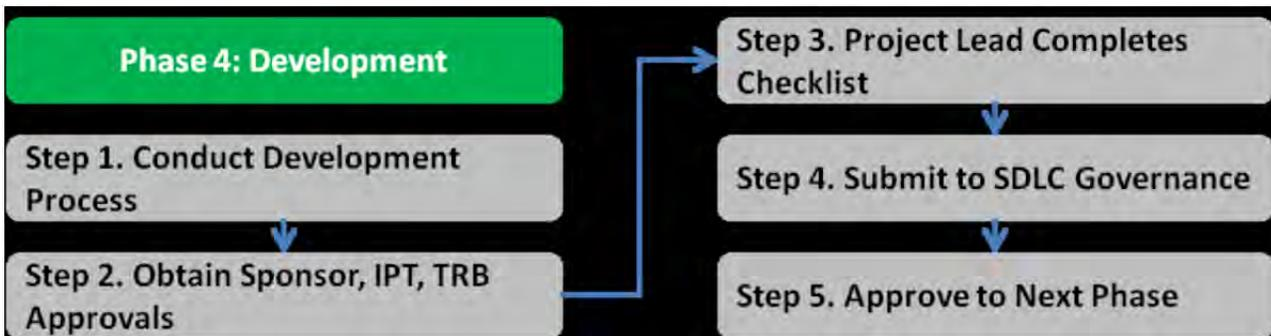 Phase 4: Development
Step 1. Conduct Development
Process
Step 2. Obtain Sponsor, IPT, TRB
Approvals
Step 3. Project Lead Completes
Checklist
Step 4. Submit to SDLC Governance
Step 5. Approve to Next Phase